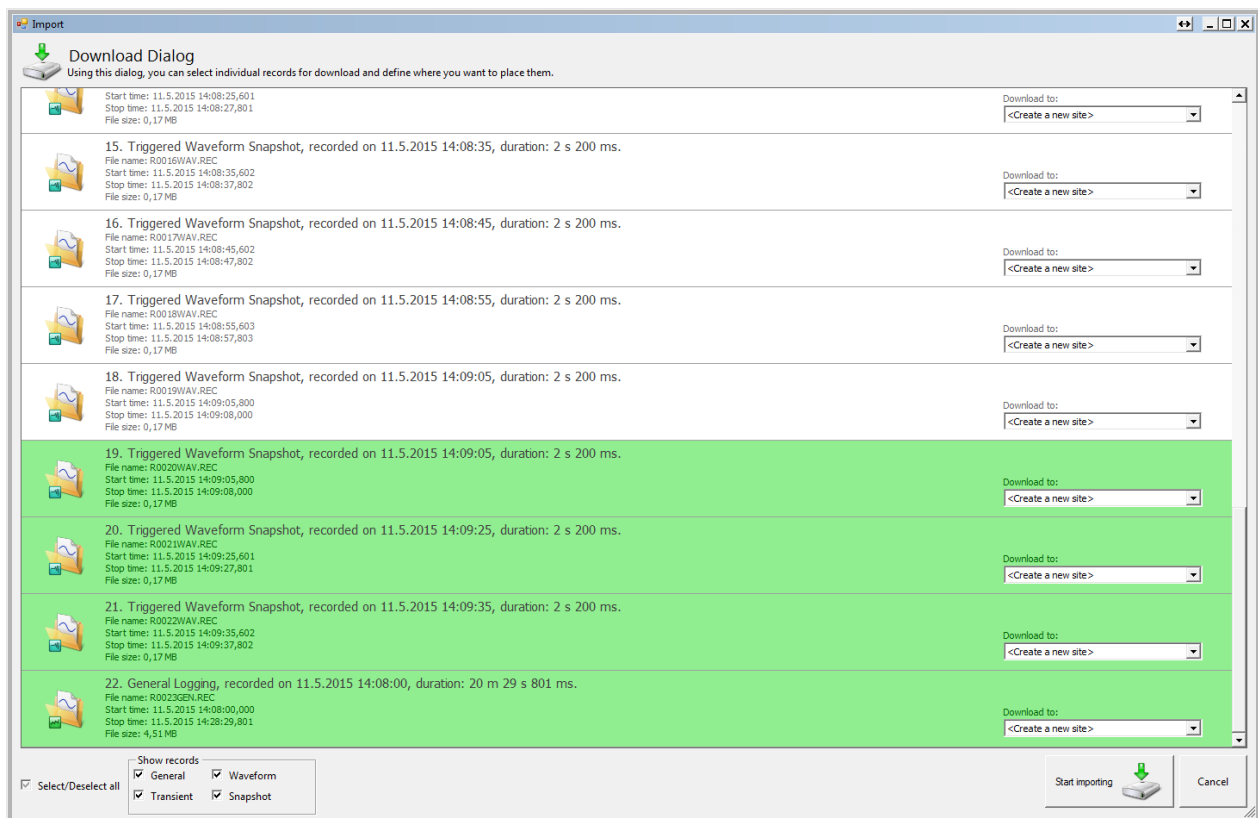 Import
Download Dialog
Using this dialog, you can select individual records for download and define where you want to place them.
Start time: 11.5.2015 14:08:25,601
Stop time: 11.5.2015 14:08:27,801
File size: 0,17 MB
Download to:
<Create a new site>
15. Triggered Waveform Snapshot, recorded on 11.5.2015 14:08:35, duration: 2 s 200 ms.
File name: R0016WAV.REC
Start time: 11.5.2015 14:08:35,602
Stop time: 11.5.2015 14:08:37,802
File size: 0,17 MB
Download to:
<Create a new site>
16. Triggered Waveform Snapshot, recorded on 11.5.2015 14:08:45, duration: 2 s 200 ms.
File name: R0017WAV.REC
Start time: 11.5.2015 14:08:45,602
Stop time: 11.5.2015 14:08:47,802
File size: 0,17 MB
Download to:
<Create a new site>
17. Triggered Waveform Snapshot, recorded on 11.5.2015 14:08:55, duration: 2 s 200 ms.
File name: R0018WAV.REC
Start time: 11.5.2015 14:08:55,603
Stop time: 11.5.2015 14:08:57,803
File size: 0,17 MB
Download to:
<Create a new site>
18. Triggered Waveform Snapshot, recorded on 11.5.2015 14:09:05, duration: 2 s 200 ms.
File name: R0019WAV.REC
Start time: 11.5.2015 14:09:05,800
Stop time: 11.5.2015 14:09:08,000
File size: 0,17 MB
Download to:
<Create a new site>
19. Triggered Waveform Snapshot, recorded on 11.5.2015 14:09:05, duration: 2 s 200 ms.
File name: R0020WAV.REC
Start time: 11.5.2015 14:09:05,800
Stop time: 11.5.2015 14:09:08,000
File size: 0,17 MB
Download to:
<Create a new site>
20. Triggered Waveform Snapshot, recorded on 11.5.2015 14:09:25, duration: 2 s 200 ms.
File name: R0021WAV.REC
Start time: 11.5.2015 14:09:25,601
Stop time: 11.5.2015 14:09:27,801
File size: 0,17 MB
Download to:
<Create a new site>
21. Triggered Waveform Snapshot, recorded on 11.5.2015 14:09:35, duration: 2 s 200 ms.
File name: R0022WAV.REC
Start time: 11.5.2015 14:09:35,602
Stop time: 11.5.2015 14:09:37,802
File size: 0,17 MB
Download to:
<Create a new site>
22. General Logging, recorded on 11.5.2015 14:08:00, duration: 20 m 29 s 801 ms.
File name: R0023GEN.REC
Start time: 11.5.2015 14:08:00,000
Stop time: 11.5.2015 14:28:29,801
File size: 4,51 MB
Download to:
<Create a new site>
Select/Deselect all
Show records
General Waveform
Transient Snapshot
Start importing
Cancel